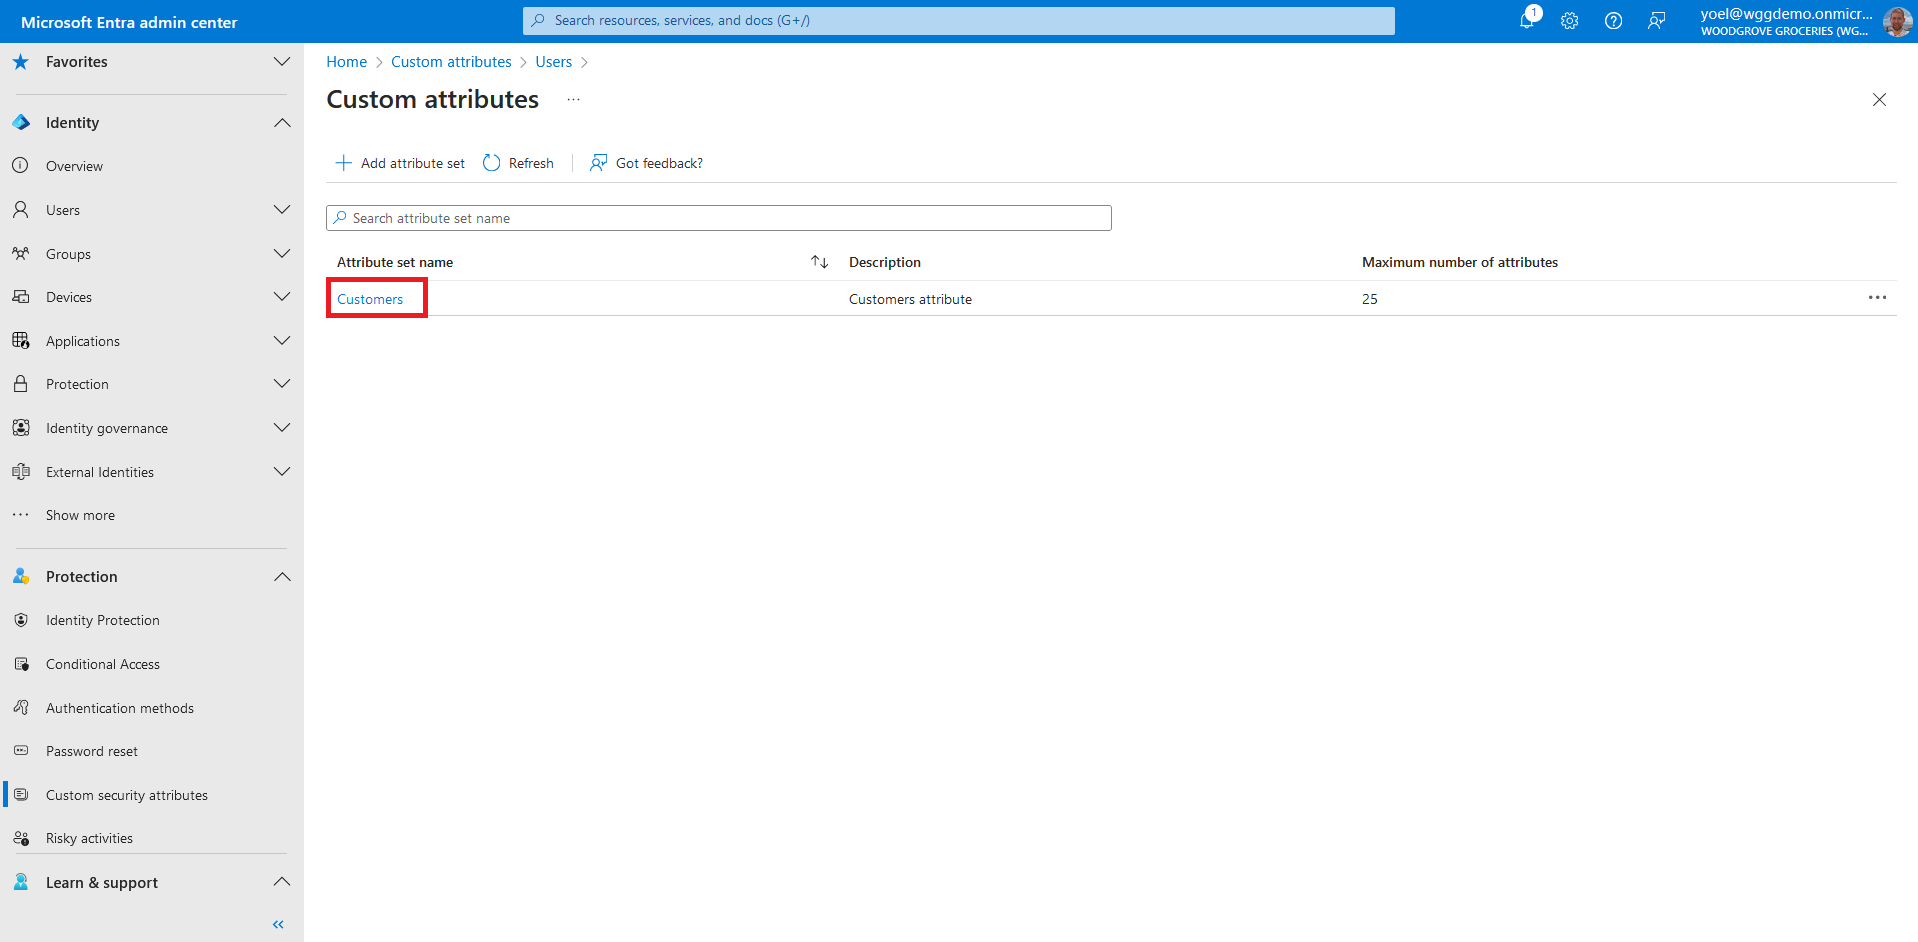 Microsoft Entra admin center
Search resources, services, and docs (G+/)
1
yoel@wggdemo.onmicr...
WOODGROVE GROCERIES (WG...
Favorites
Identity
Overview
Users
Groups
Devices
Applications
Protection
Identity governance
External Identities
Show more
Protection
Identity Protection
Conditional Access
Authentication methods
Password reset
Custom security attributes
Risky activities
Learn & support
Home > Custom attributes > Users >
Custom attributes ...
Add attribute set Refresh Got feedback?
Search attribute set name
Attribute set name Description Maximum number of attributes
Customers Customers attribute 25